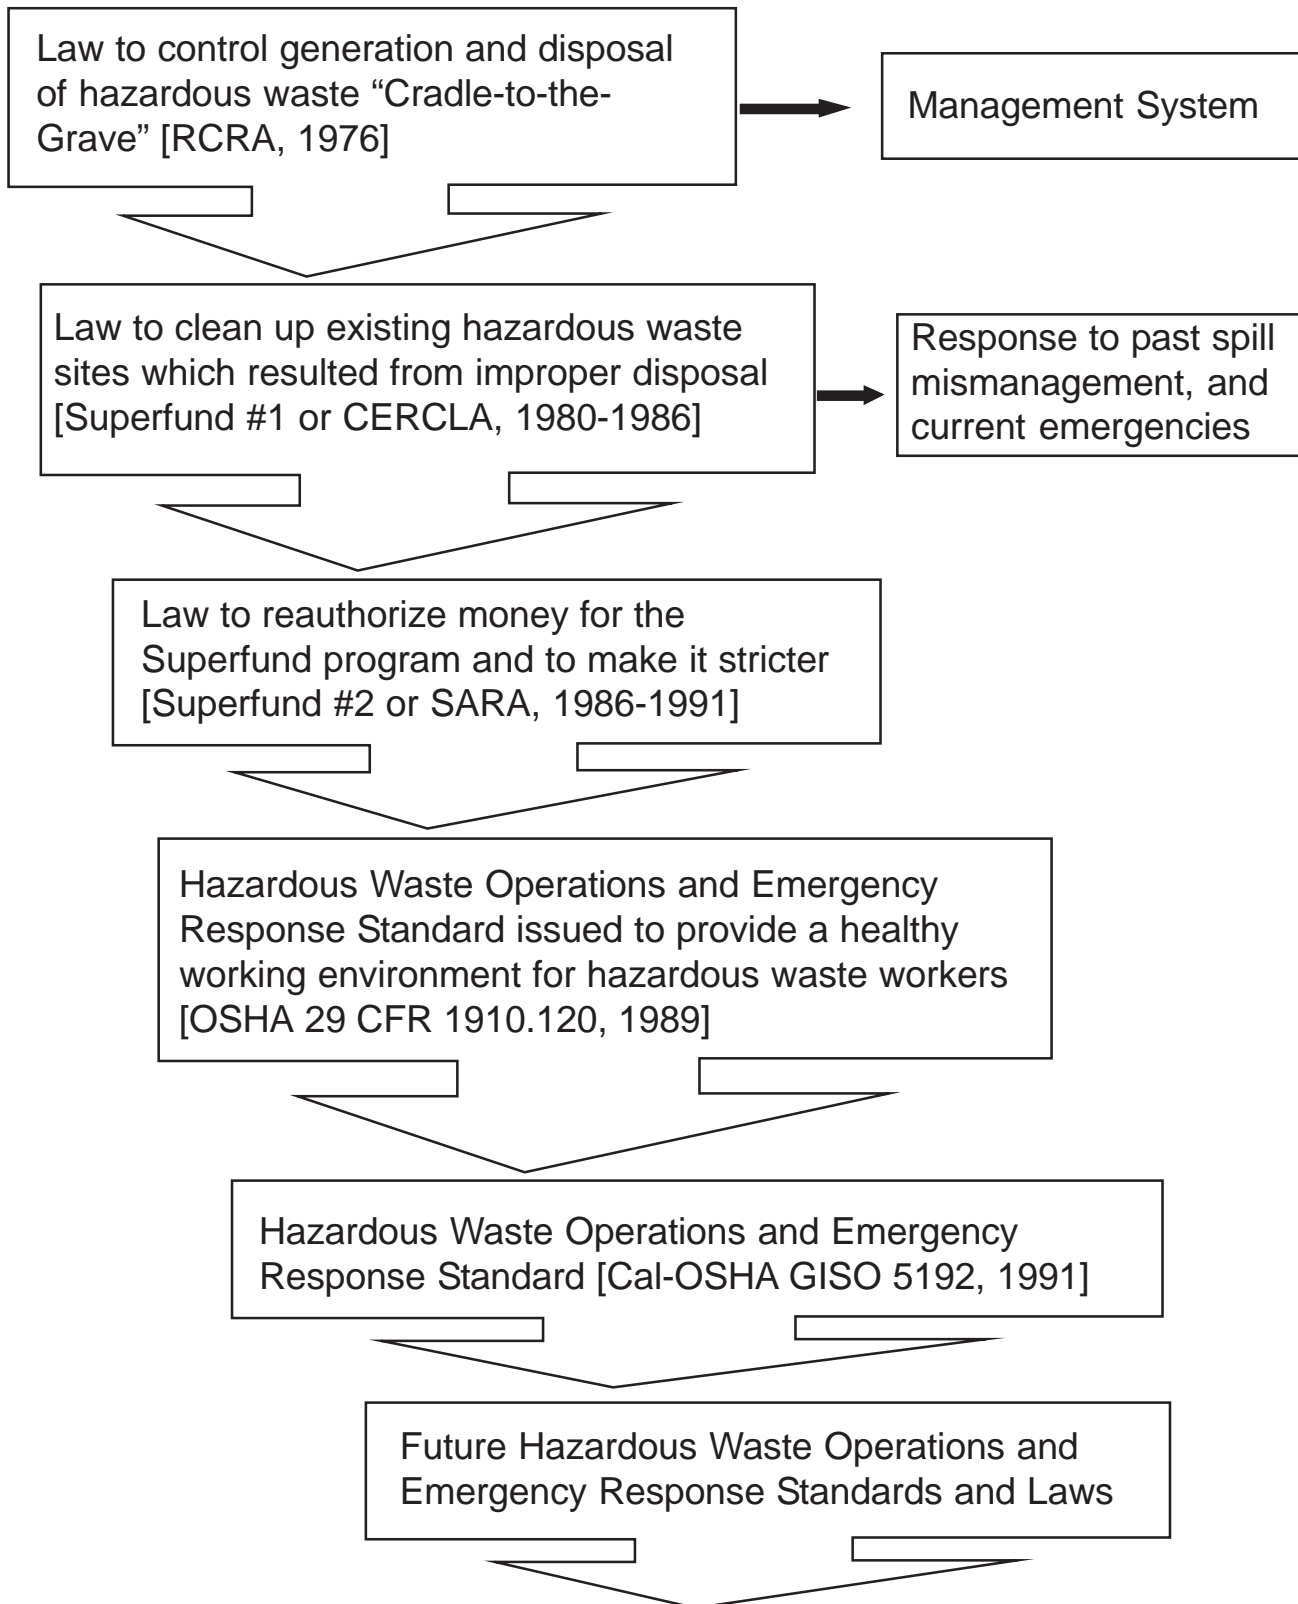 Law to control generation and disposal
of hazardous waste “Cradle-to-the-
Grave” [RCRA, 1976]
Management System
Law to clean up existing hazardous waste
sites which resulted from improper disposal
[Superfund #1 or CERCLA, 1980-1986]
Response to past spill
mismanagement, and
current emergencies
Law to reauthorize money for the
Superfund program and to make it stricter
[Superfund #2 or SARA, 1986-1991]
Hazardous Waste Operations and Emergency
Response Standard issued to provide a healthy
working environment for hazardous waste workers
[OSHA 29 CFR 1910.120, 1989]
Hazardous Waste Operations and Emergency
Response Standard [Cal-OSHA GISO 5192, 1991]
Future Hazardous Waste Operations and
Emergency Response Standards and Laws